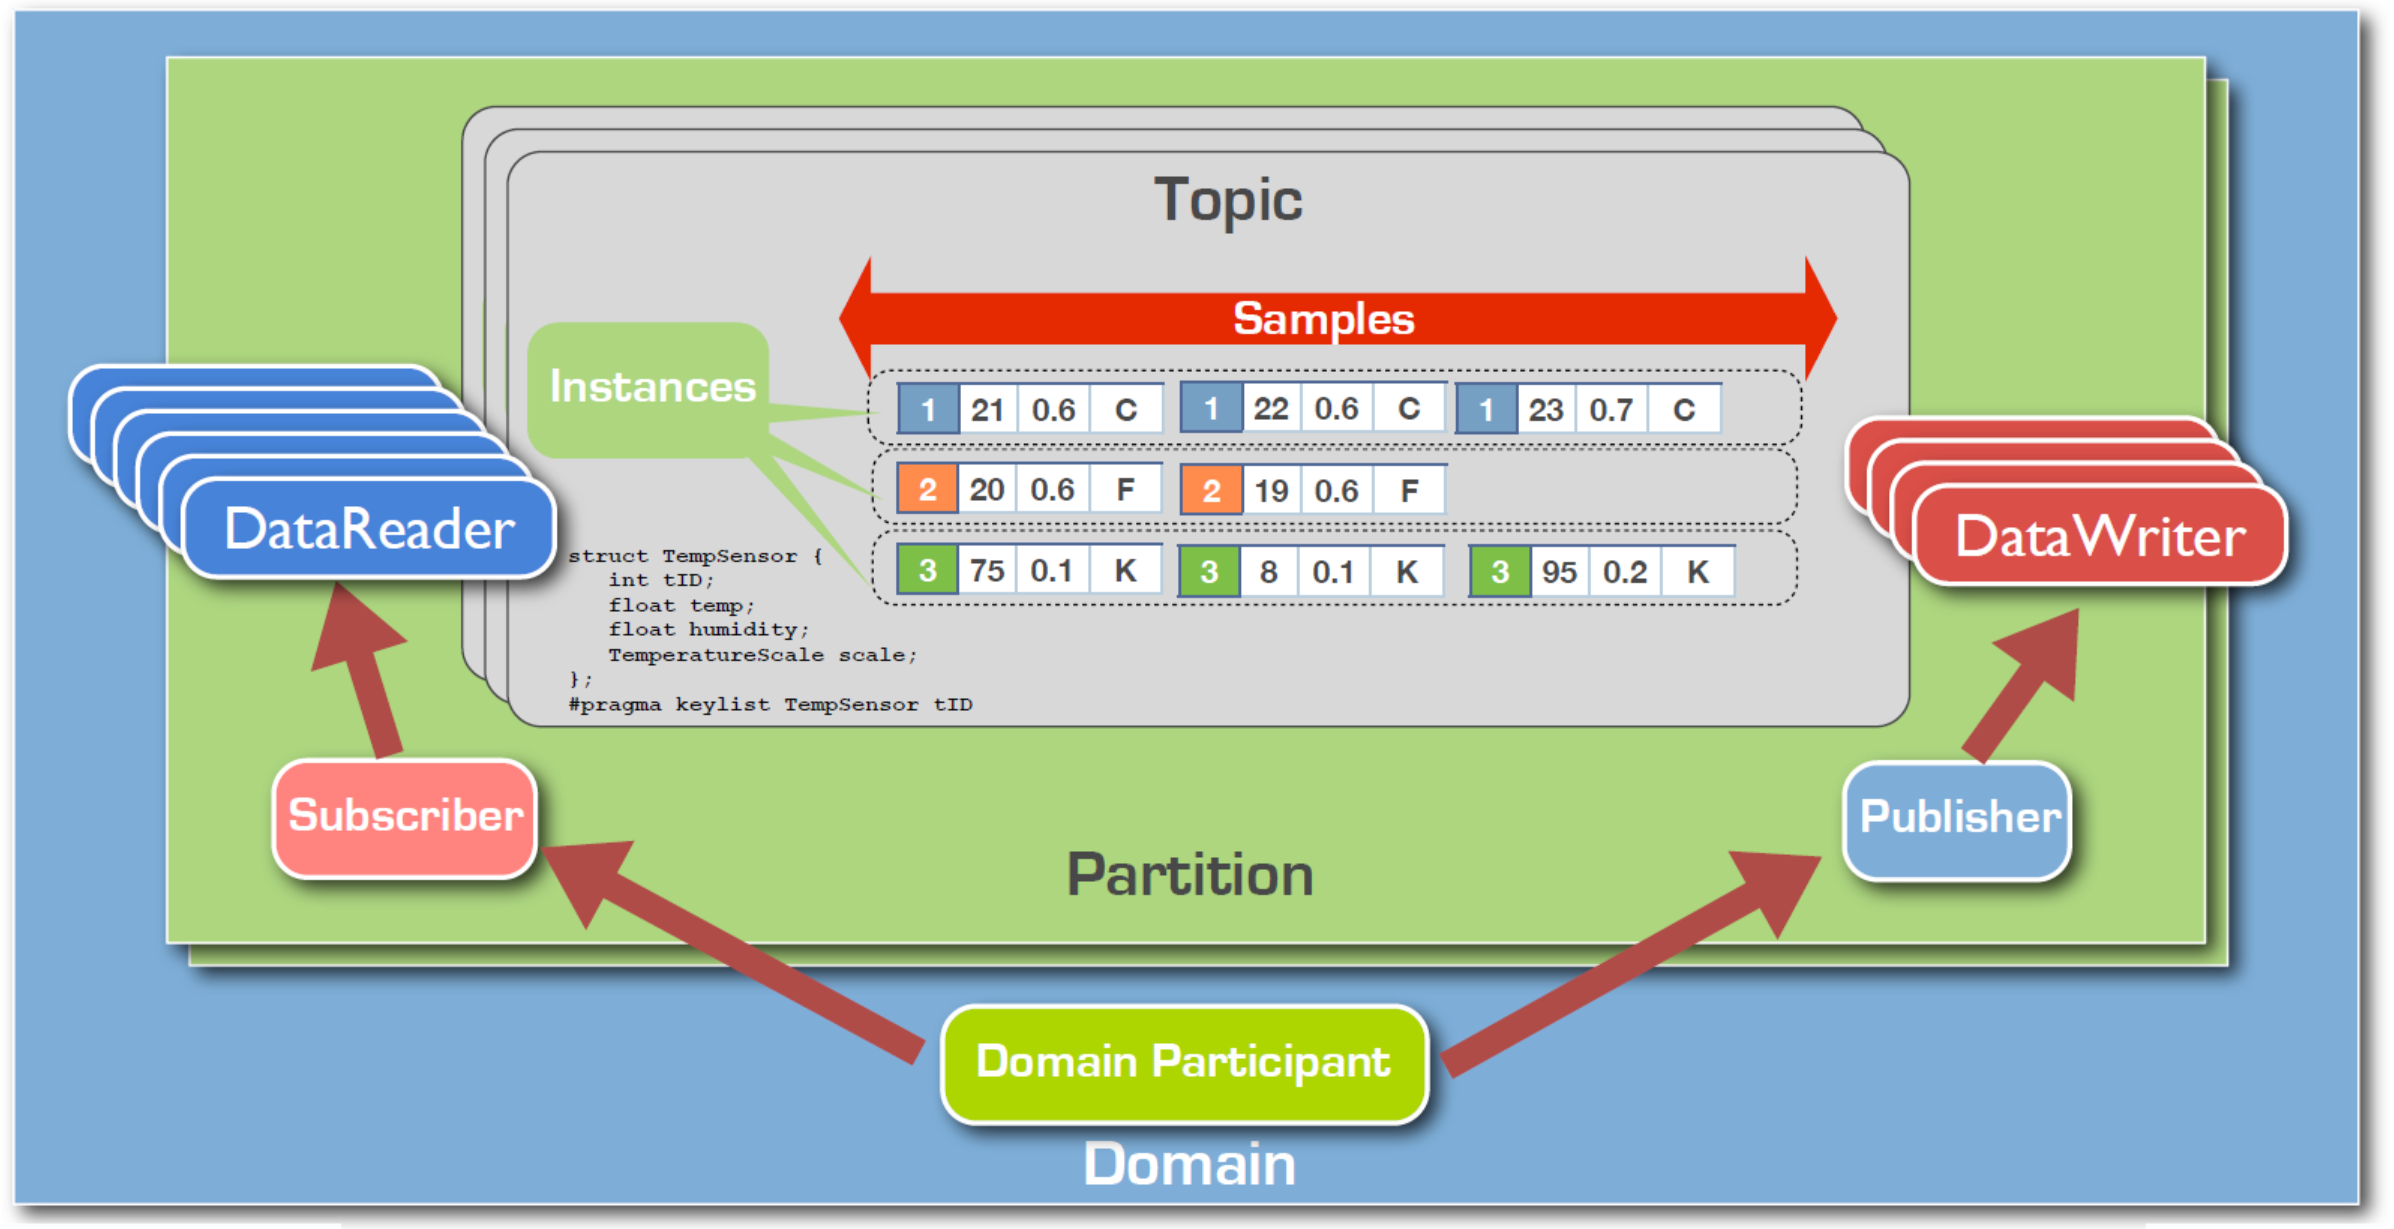 Topic
Samples
Instances
1 21 0.6 C 1 22 0.6 C 1 23 0.7 C
2 20 0.6 F 2 19 0.6 F
3 75 0.1 K 3 8 0.1 K 3 95 0.2 K
DataReader
DataWriter
struct TempSensor {
int tID;
float temp;
float humidity;
TemperatureScale scale;
};
#pragma keylist TempSensor tID
Subscriber
Publisher
Partition
Domain Participant
Domain